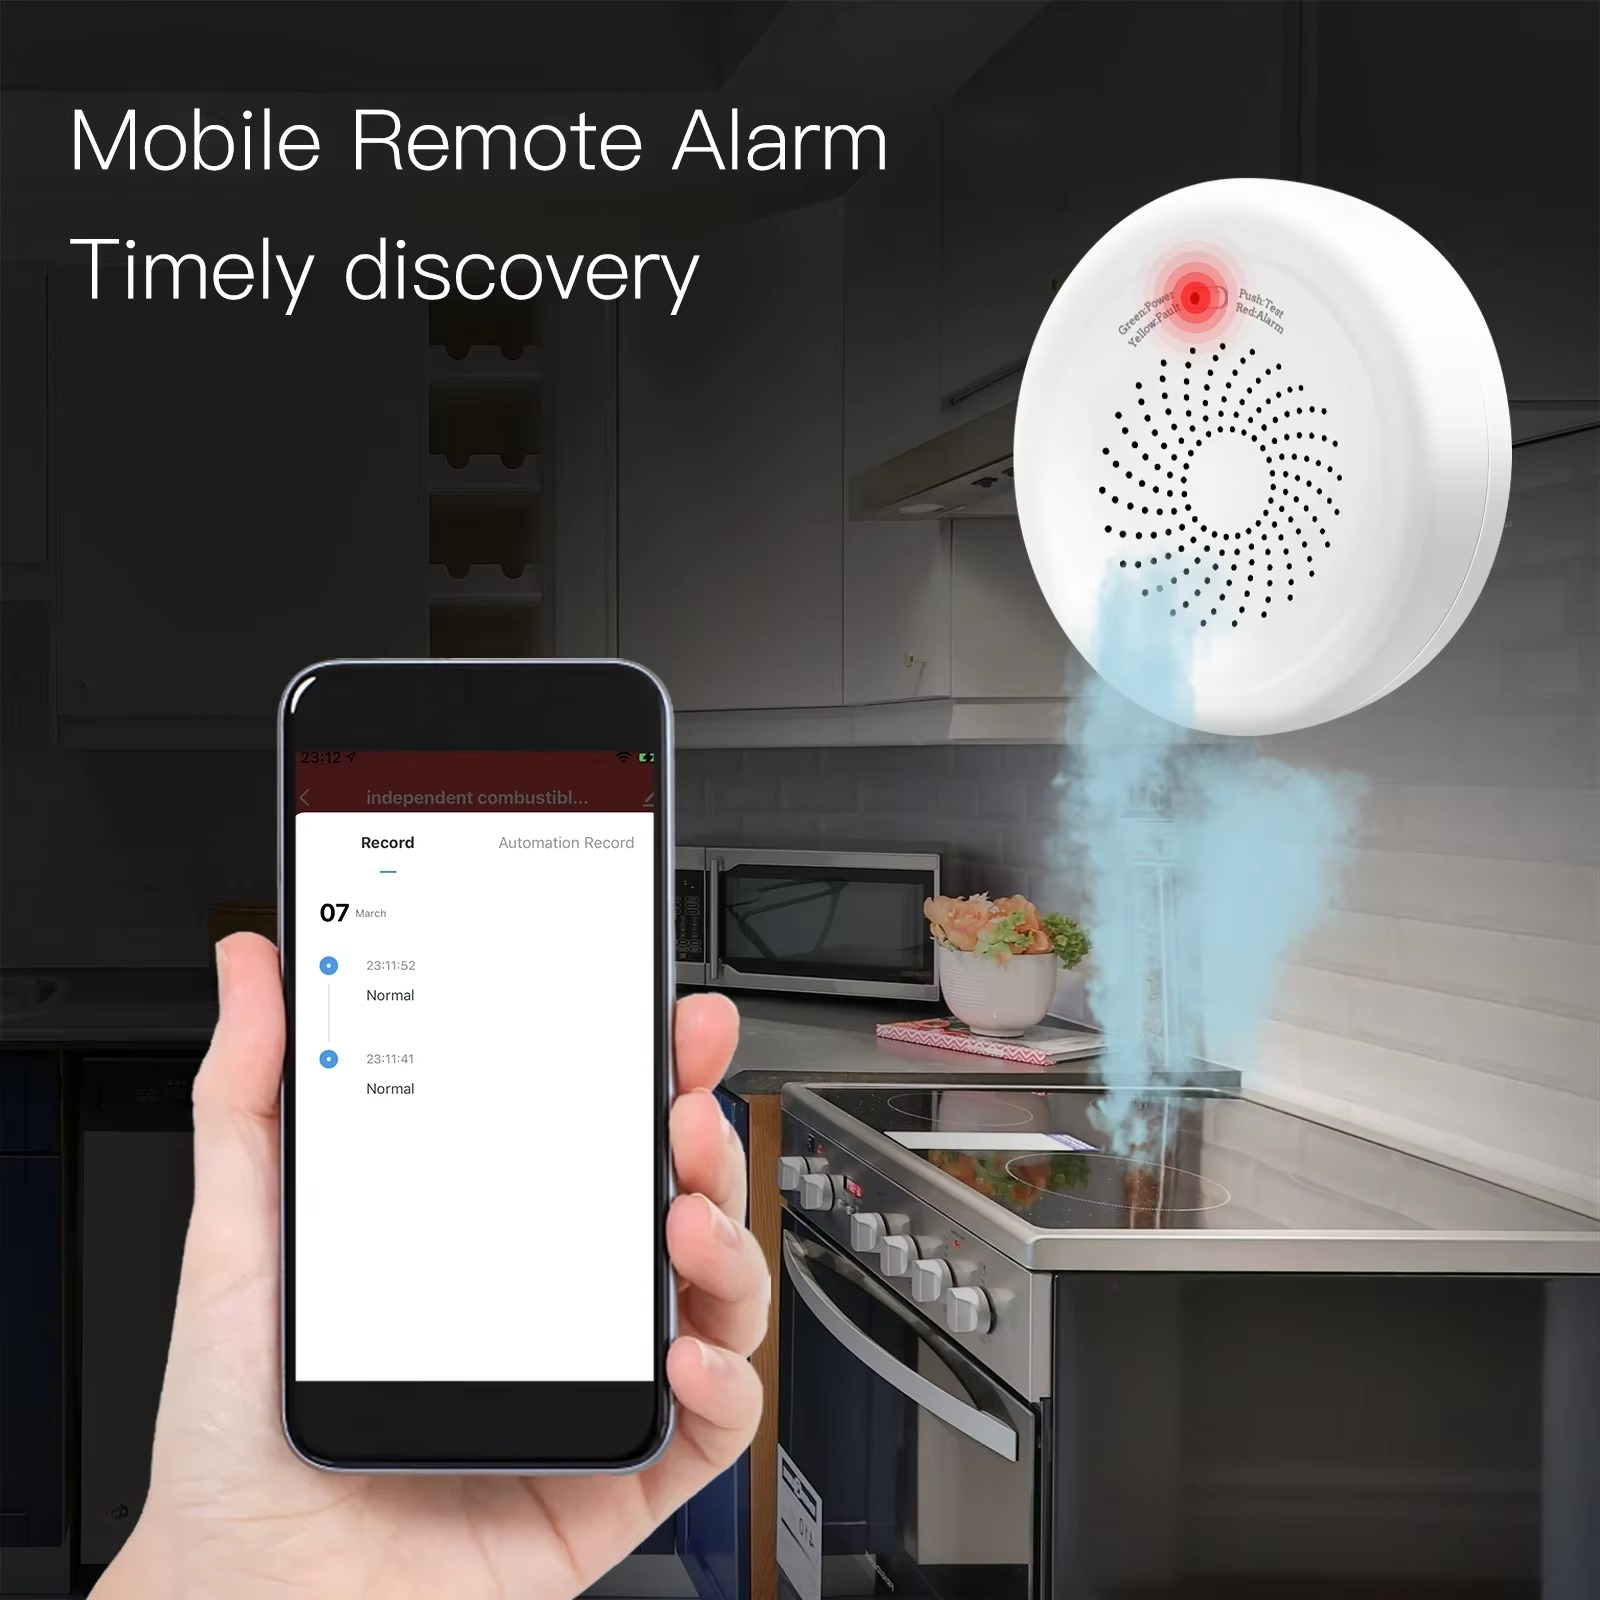 Mobile Remote Alarm
Timely discovery
Green:Power
Yellow:Fault
Push:Test
Red:Alarm
23:12
independent combustibl...
Record
Automation Record
07 March
23:11:52
Normal
23:11:41
Normal